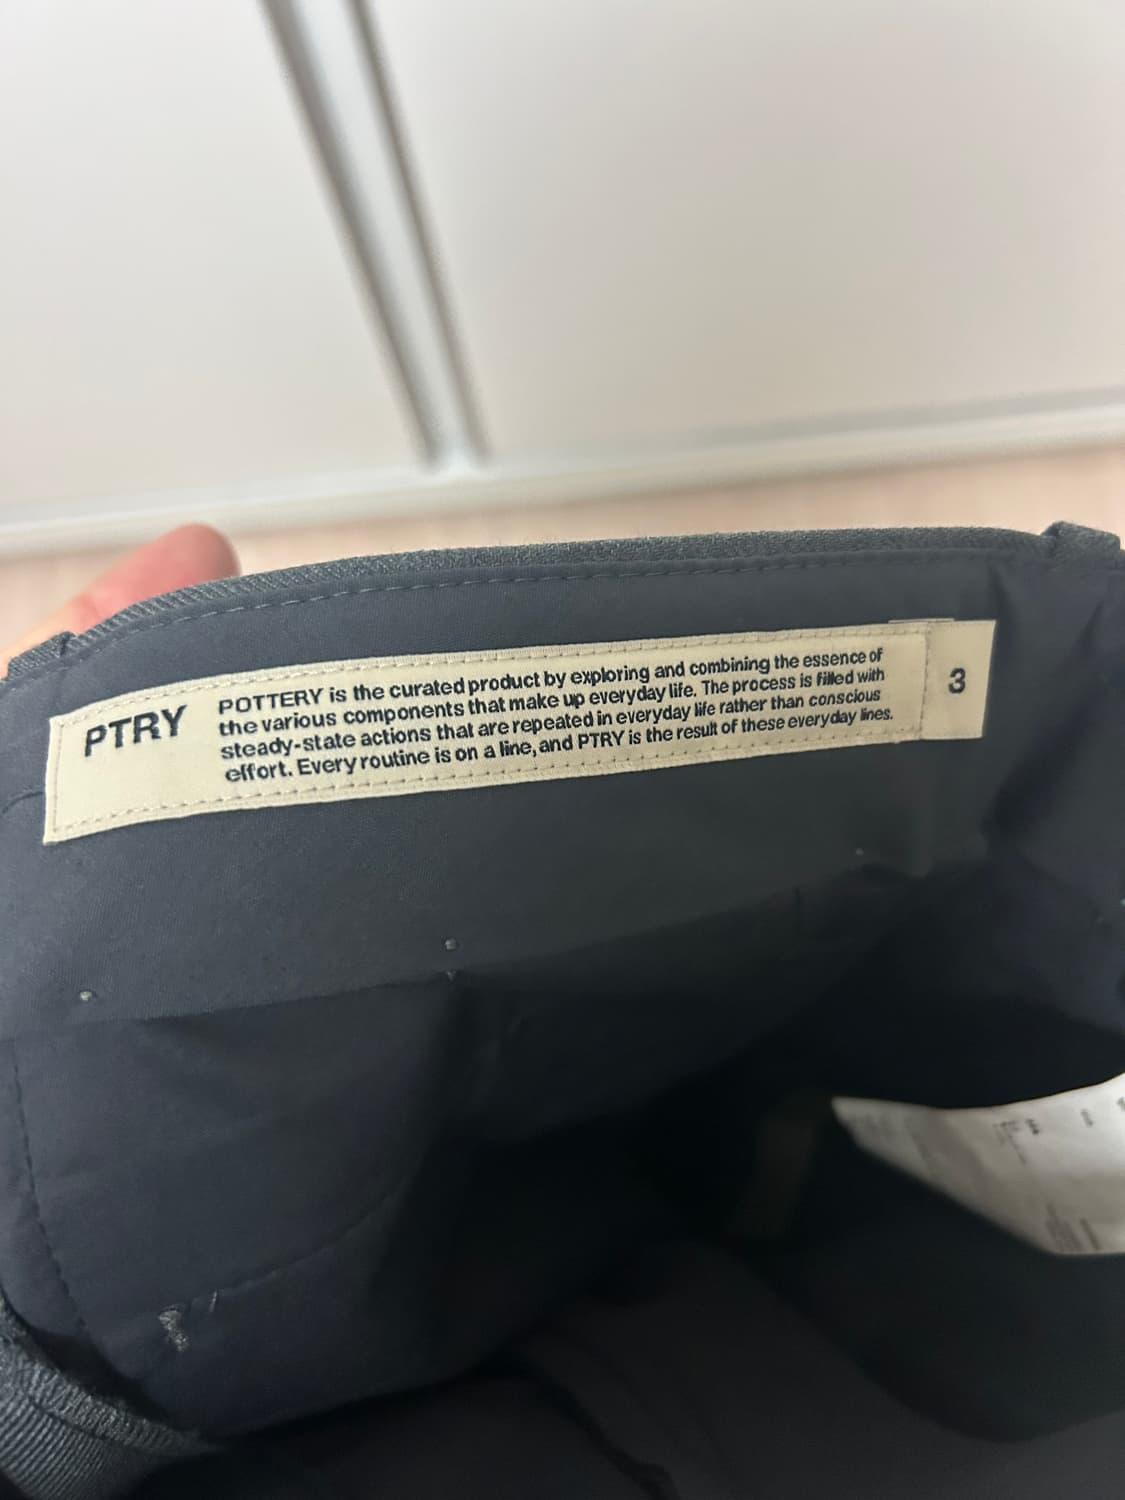 PTRY
POTTERY is the curated product by exploring and combining the essence of
the various components that make up everyday life. The process is filled with
steady-state actions that are repeated in everyday life rather than conscious
effort. Every routine is on a line, and PTRY is the result of these everyday lines.
3